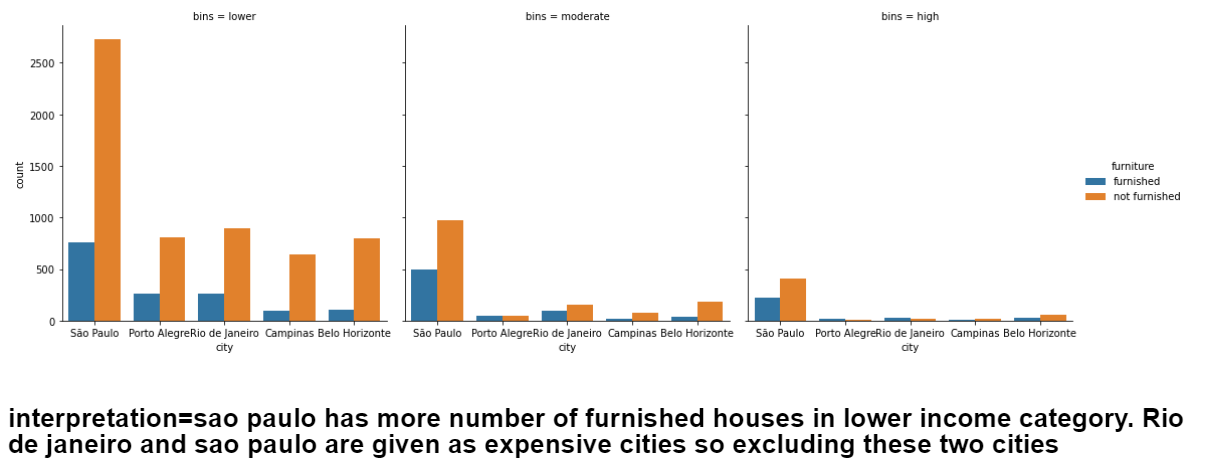 bins = lower
bins = moderate
bins = high
count
2500
2000
1500
1000
500
0
São Paulo Porto Alegre Rio de Janeiro Campinas Belo Horizonte
city
São Paulo Porto Alegre Rio de Janeiro Campinas Belo Horizonte
city
São Paulo Porto Alegre Rio de Janeiro Campinas Belo Horizonte
city
furniture
furnished
not furnished
interpretation=sao paulo has more number of furnished houses in lower income category. Rio
de janeiro and sao paulo are given as expensive cities so excluding these two cities